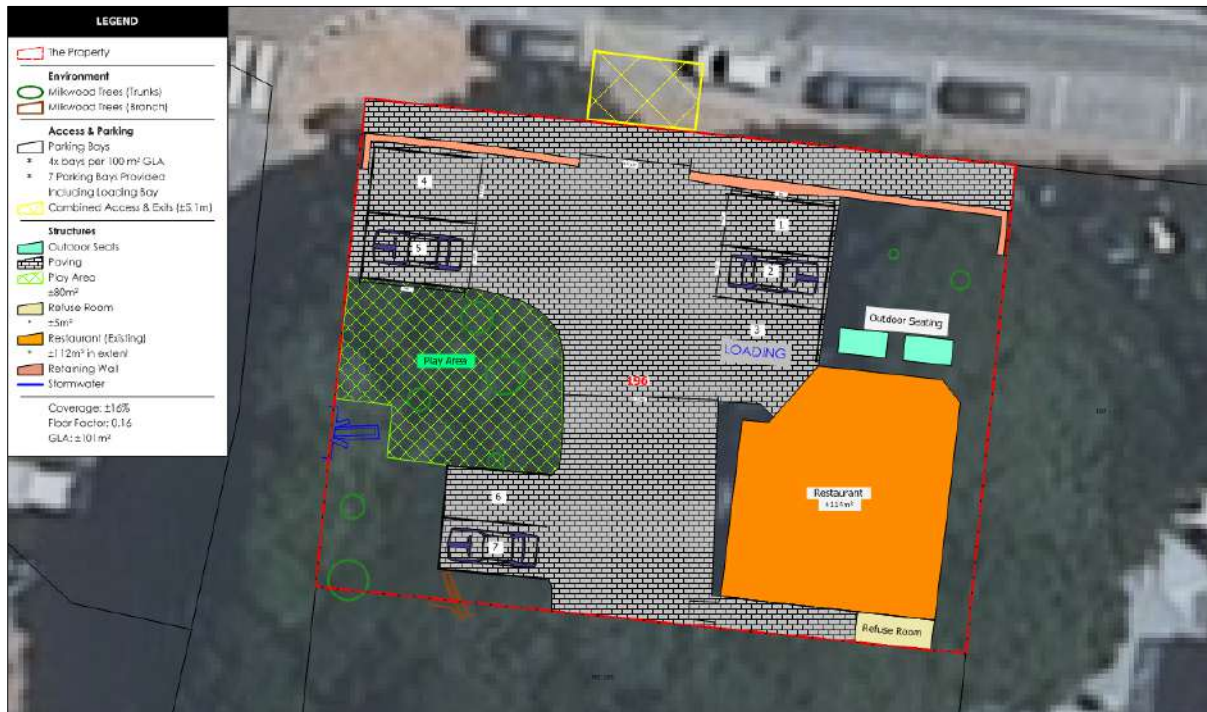 LEGEND
The Property
Environment
Milkwood Trees (Trunks)
Milkwood Trees (Branch)
Access & Parking
Parking Bays
* 4x bays per 100 m² GLA
* 7 Parking Bays Provided
Including Loading Bay
Combined Access & Exits (±5.1m)
Structures
Outdoor Seats
Paving
Play Area
±80m²
Refuse Room
±5m²
Restaurant (Existing)
±112m² in extent
Retaining Wall
Stormwater
Coverage: ±16%
Floor Factor: 0.16
GLA: ±101m²
4
5
1
2
3
LOADING
Outdoor Seating
Play Area
196
6
7
Restaurant
Refuse Room